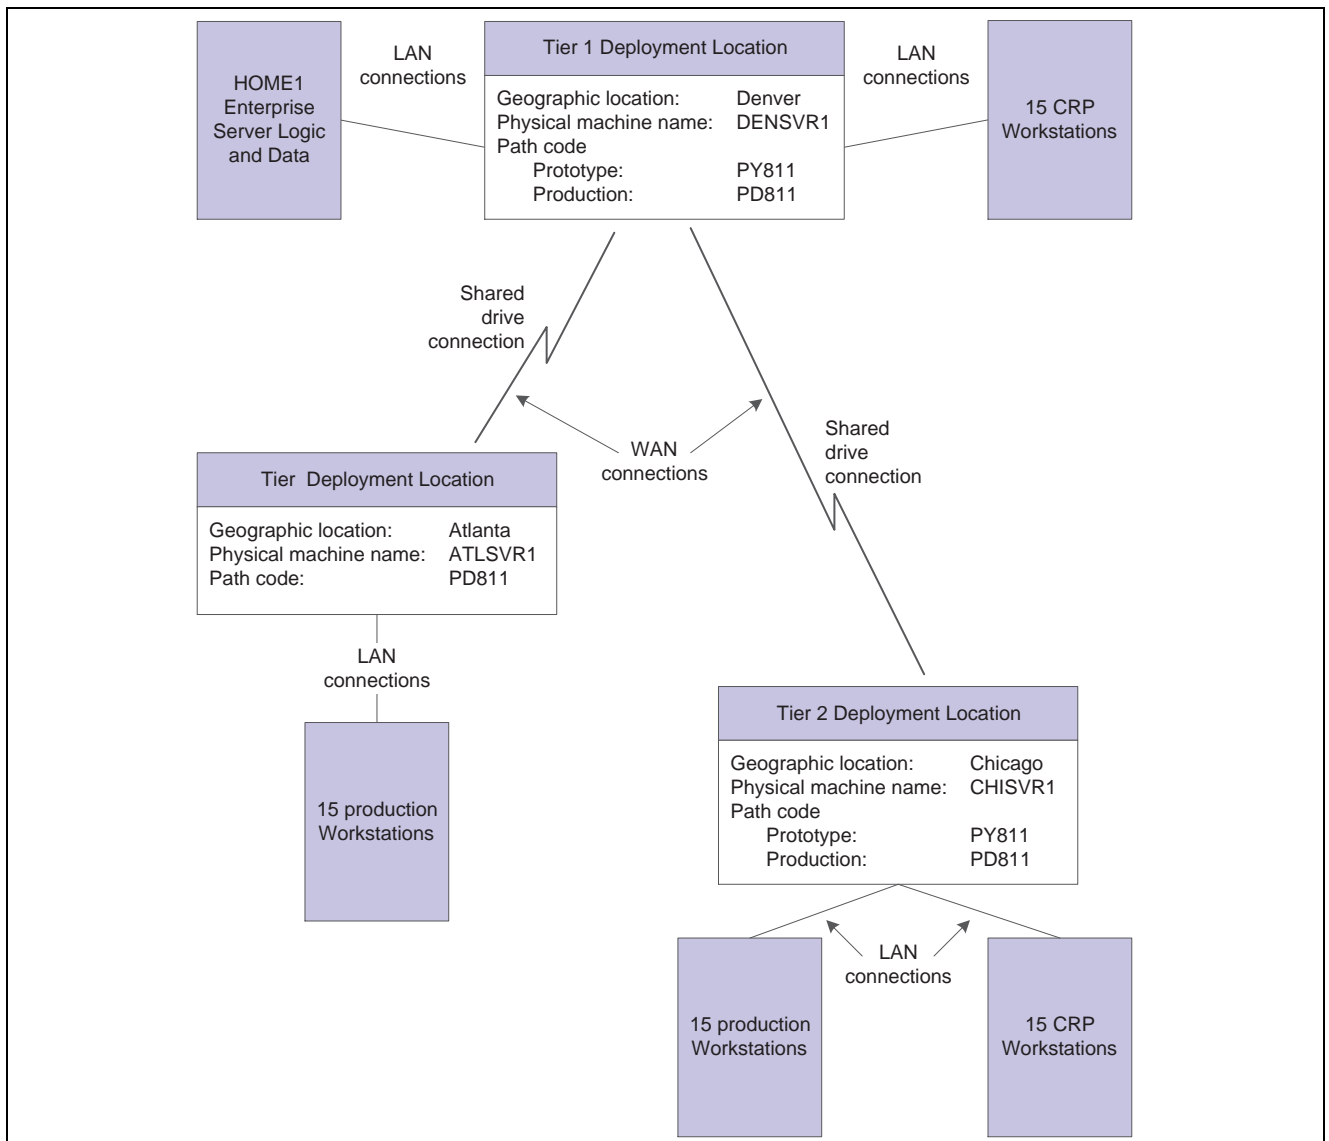 HOME1
Enterprise
Server Logic
and Data
LAN
connections
Tier 1 Deployment Location
Geographic location: Denver
Physical machine name: DENSVR1
Path code
Prototype: PY811
Production: PD811
LAN
connections
15 CRP
Workstations
Shared
drive
connection
WAN
connections
Shared
drive
connection
Tier Deployment Location
Geographic location: Atlanta
Physical machine name: ATLSVR1
Path code: PD811
LAN
connections
15 production
Workstations
Tier 2 Deployment Location
Geographic location: Chicago
Physical machine name: CHISVR1
Path code
Prototype: PY811
Production: PD811
LAN
connections
15 production
Workstations
15 CRP
Workstations